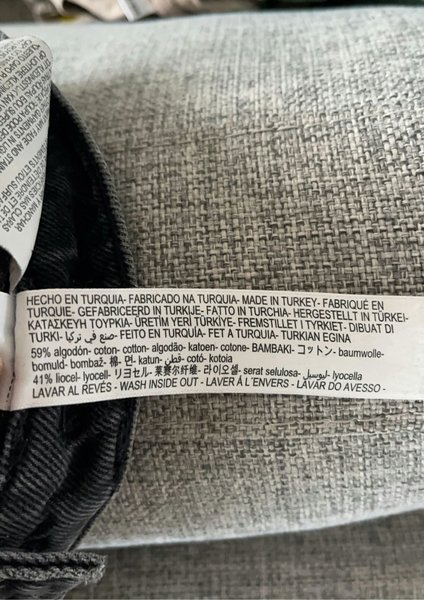 HECHO EN TURQUIA- FABRICADO NA TURQUIA- MADE IN TURKEY- FABRIQUÉ EN
TURQUIE- GEFABRICEERD IN TURKIJE- FATTO IN TURCHIA- HERGESTELLT IN TÜRKEI-
ΚΑΤΑΣΚΕΥΗ ΤΟΥΡΚΙΑ- ÜRETİM YERİ TÜRKİYE- FREMSTILLET I TYRKIET- DIBUAT DI
TURKI- صنع في تركيا- FEITO EN TURQUÍA- FET A TURQUIA- TURKIAN EGINA
59% algodón- coton- cotton- algodão- katoen- cotone- ΒΑΜΒΑΚΙ- コットン- baumwolle-
bomuld- bombaž- 棉- 면- katun- قطن- cotó- kotoia
41% liocel- lyocell- リヨセル- 莱赛尔纤维- 라이오셀- serat selulosa- ليوسيل- lyocella
LAVAR AL REVÉS - WASH INSIDE OUT - LAVER À L'ENVERS - LAVAR DO AVESSO -